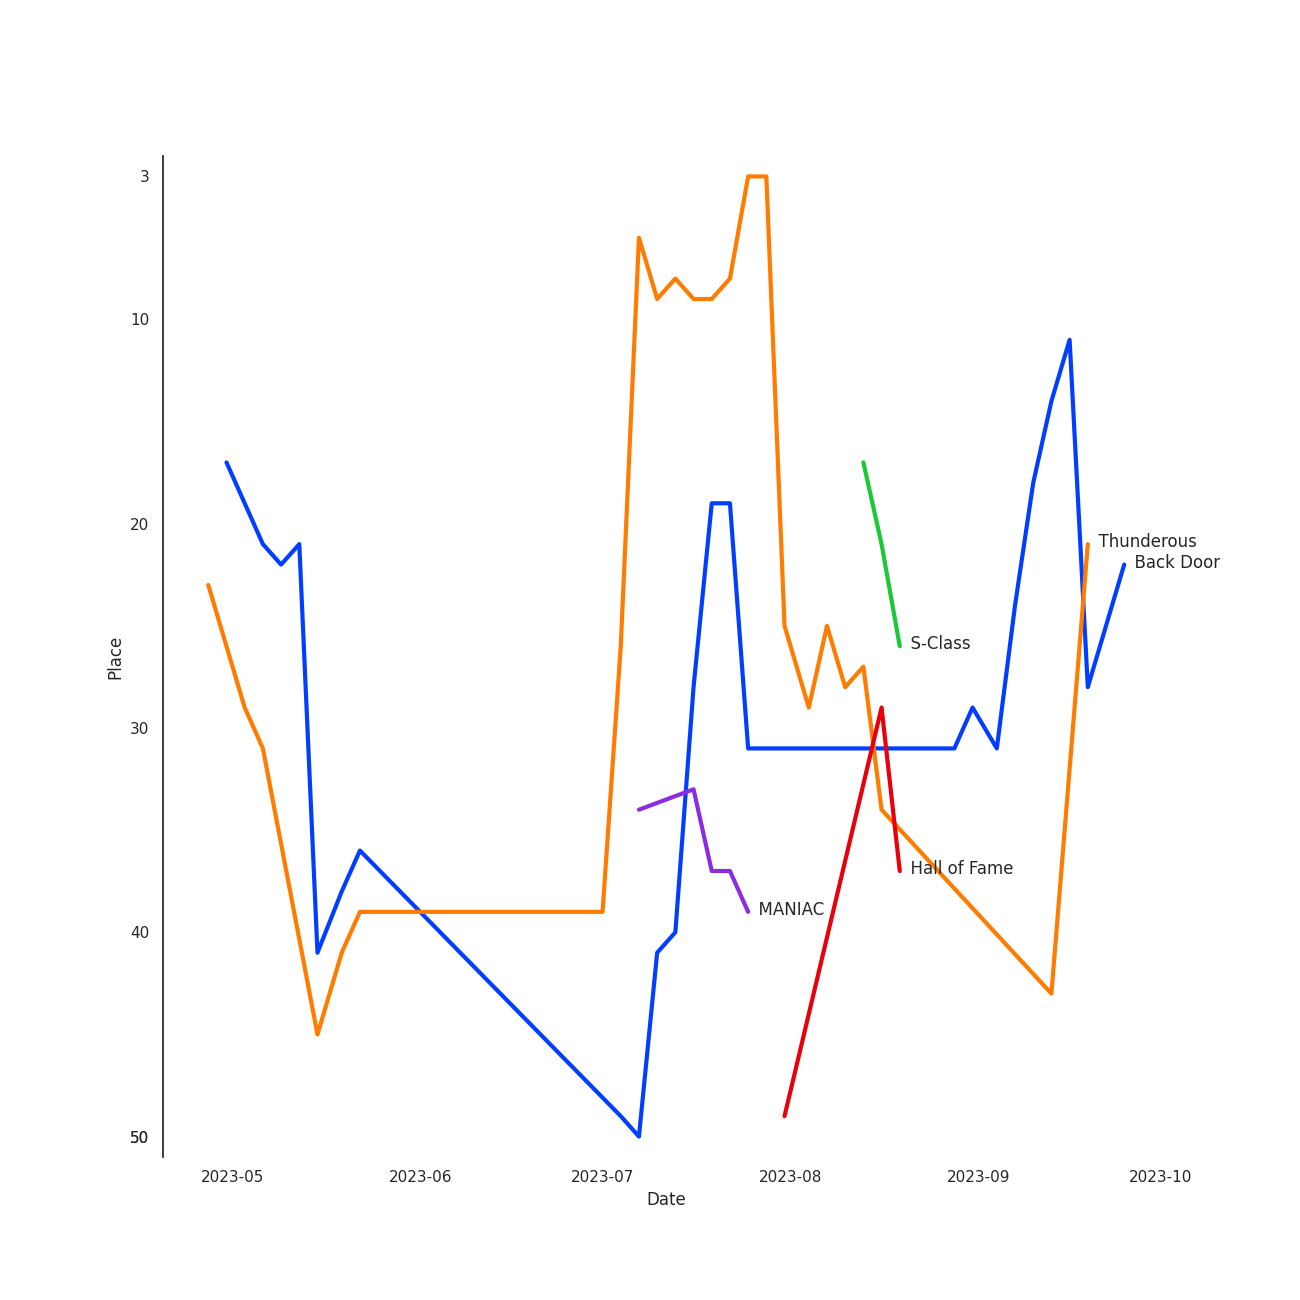 3
10
20
30
40
50
Place
Thunderous
Back Door
S-Class
Hall of Fame
MANIAC
2023-05
2023-06
2023-07
2023-08
2023-09
2023-10
Date